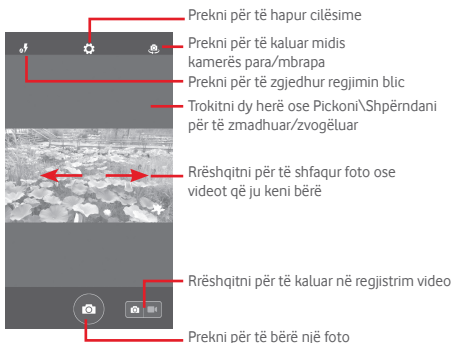 Prekni për të hapur cilësime
Prekni për të kaluar midis
kamerës para/mbrapa
Prekni për të zgjedhur regjimin blic
Trokitni dy herë ose Pickoni\Shpërndani
për të zmadhuar/zvogëluar
Rrëshqitni për të shfaqur foto ose
videot që ju keni bërë
Rrëshqitni për të kaluar në regjistrim video
Prekni për të bërë një foto